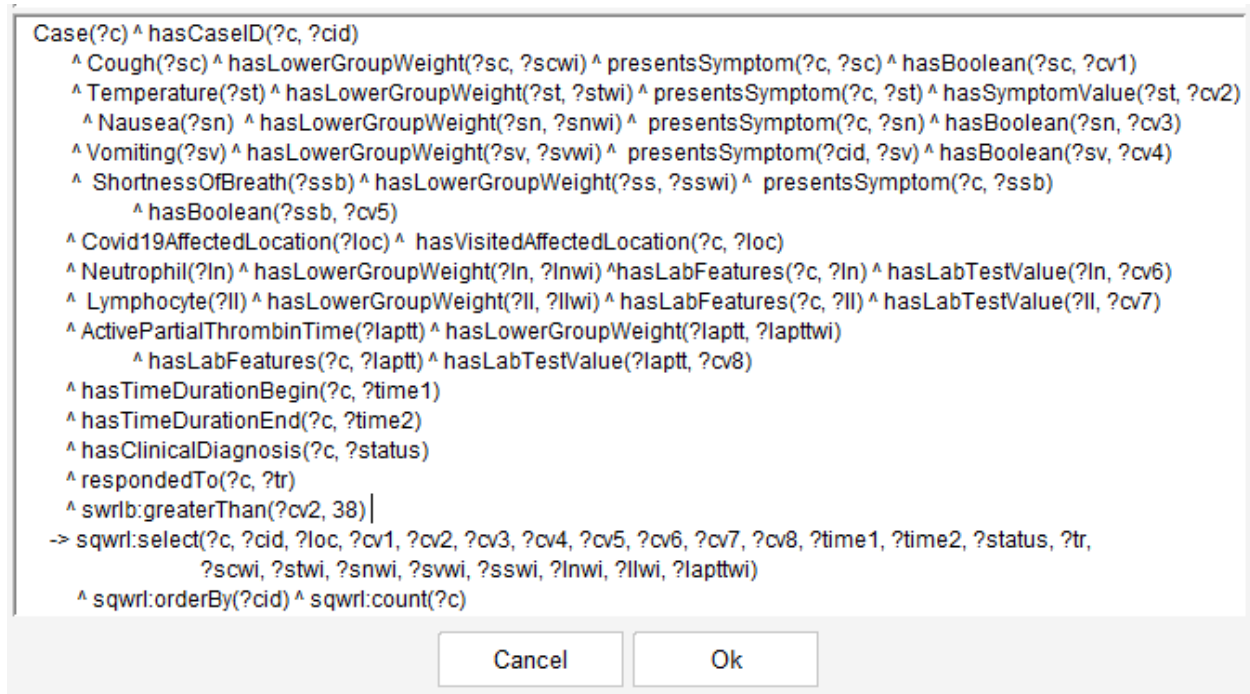 Case(?c) ^ hasCaseID(?c, ?cid)
^ Cough(?sc) ^ hasLowerGroupWeight(?sc, ?scwi) ^ presentsSymptom(?c, ?sc) ^ hasBoolean(?sc, ?cv1)
^ Temperature(?st) ^ hasLowerGroupWeight(?st, ?stwi) ^ presentsSymptom(?c, ?st) ^ hasSymptomValue(?st, ?cv2)
^ Nausea(?sn) ^ hasLowerGroupWeight(?sn, ?snwi) ^ presentsSymptom(?c, ?sn) ^ hasBoolean(?sn, ?cv3)
^ Vomiting(?sv) ^ hasLowerGroupWeight(?sv, ?svwi) ^ presentsSymptom(?cid, ?sv) ^ hasBoolean(?sv, ?cv4)
^ ShortnessOfBreath(?ssb) ^ hasLowerGroupWeight(?ss, ?sswi) ^ presentsSymptom(?c, ?ssb)
^ hasBoolean(?ssb, ?cv5)
^ Covid19AffectedLocation(?loc) ^ hasVisitedAffectedLocation(?c, ?loc)
^ Neutrophil(?ln) ^ hasLowerGroupWeight(?ln, ?lnwi) ^hasLabFeatures(?c, ?ln) ^ hasLabTestValue(?ln, ?cv6)
^ Lymphocyte(?ll) ^ hasLowerGroupWeight(?ll, ?llwi) ^ hasLabFeatures(?c, ?ll) ^ hasLabTestValue(?ll, ?cv7)
^ ActivePartialThrombinTime(?laptt) ^ hasLowerGroupWeight(?laptt, ?lapttwi)
^ hasLabFeatures(?c, ?laptt) ^ hasLabTestValue(?laptt, ?cv8)
^ hasTimeDurationBegin(?c, ?time1)
^ hasTimeDurationEnd(?c, ?time2)
^ hasClinicalDiagnosis(?c, ?status)
^ respondedTo(?c, ?tr)
^ swrlb:greaterThan(?cv2, 38)
-> sqwrl:select(?c, ?cid, ?loc, ?cv1, ?cv2, ?cv3, ?cv4, ?cv5, ?cv6, ?cv7, ?cv8, ?time1, ?time2, ?status, ?tr,
?scwi, ?stwi, ?snwi, ?svwi, ?sswi, ?lnwi, ?llwi, ?lapttwi)
^ sqwrl:orderBy(?cid) ^ sqwrl:count(?c)
Cancel Ok